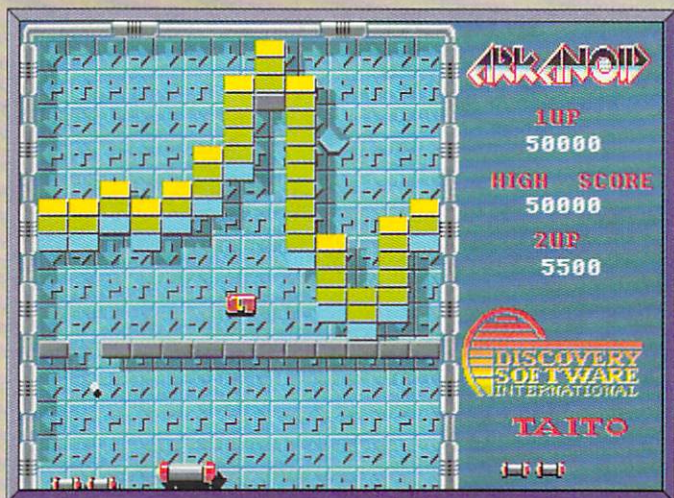 ARKANOID
1UP
50000
HIGH SCORE
50000
2UP
5500
L
DISCOVERY
SOFTWARE
INTERNATIONAL
TAITO